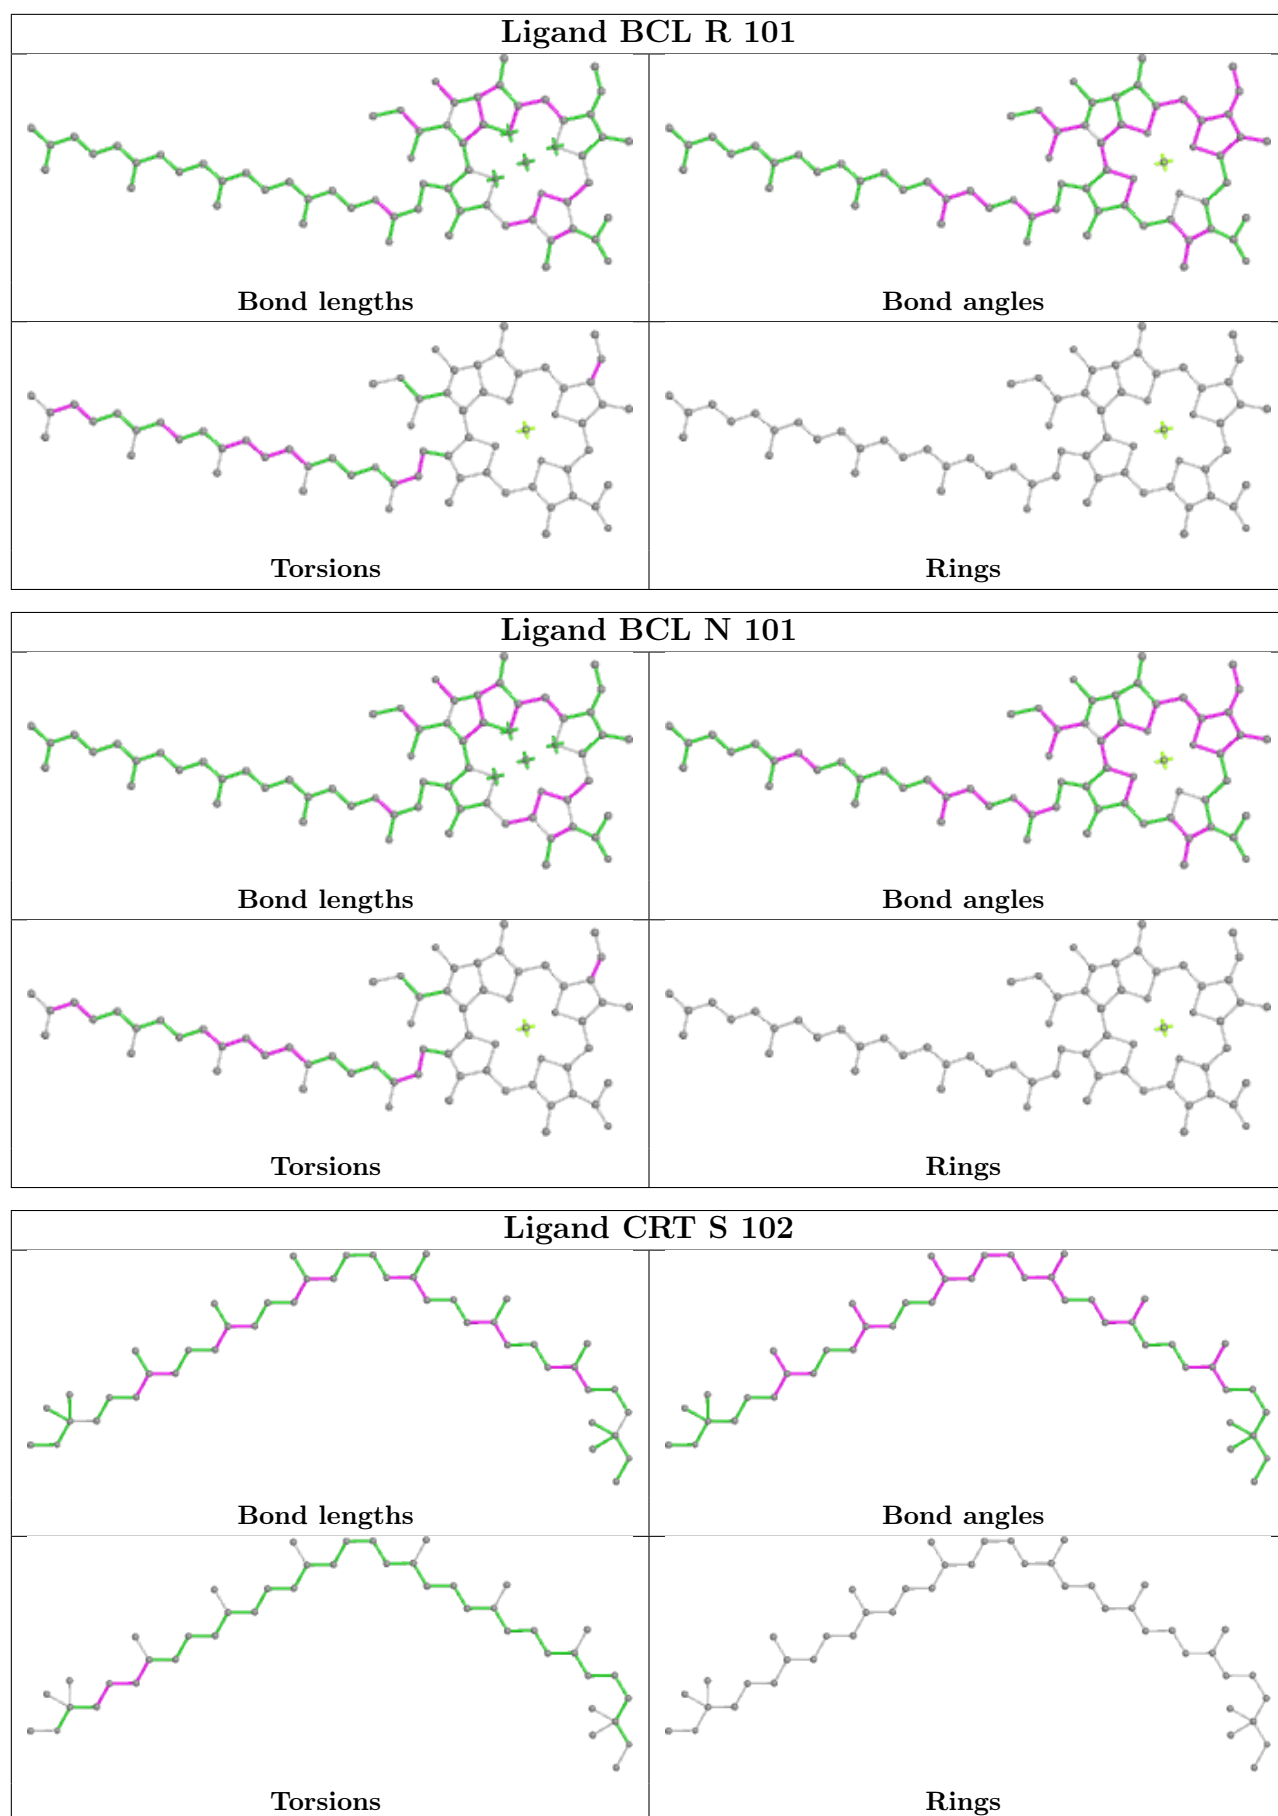 Ligand BCL R 101
Bond lengths
Bond angles
Torsions
Rings
Ligand BCL N 101
Bond lengths
Bond angles
Torsions
Rings
Ligand CRT S 102
Bond lengths
Bond angles
Torsions
Rings